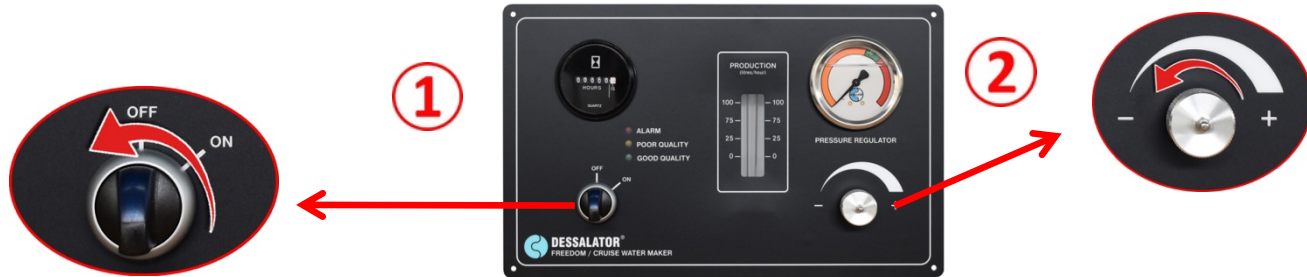 OFF
ON
①
HOURS
QUARTZ
ALARM
POOR QUALITY
GOOD QUALITY
OFF
ON
DESSALATOR®
FREEDOM / CRUISE WATER MAKER
PRODUCTION
(litres/hour)
100 100
75 75
25 25
0 0
PRESSURE REGULATOR
- +
②
- +